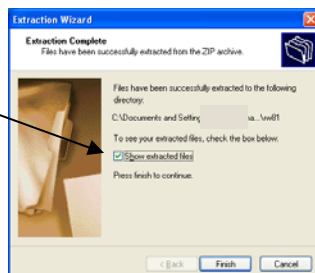 Extraction Wizard
Extraction Complete
Files have been successfully extracted from the ZIP archive.
Files have been successfully extracted to the following
directory:
C:\Documents and Setting
To see your extracted files, check the box below:
Show extracted files
Press finish to continue.
< Back
Finish
Cancel